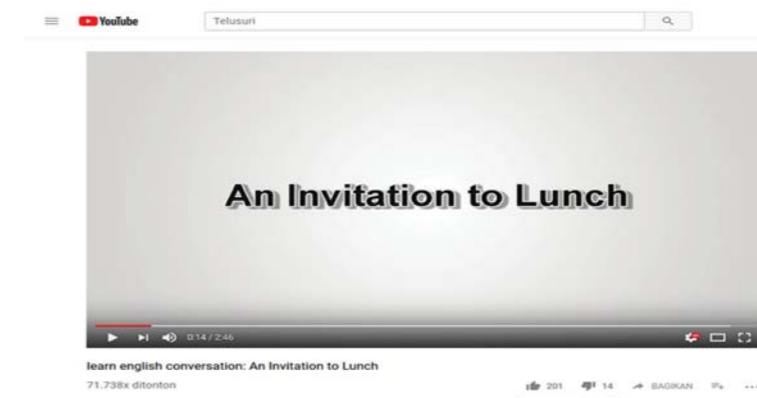 YouTube
Telusuri
An Invitation to Lunch
0:14 / 2:46
learn english conversation: An Invitation to Lunch
71.738x ditonton
201 14 BAGIKAN